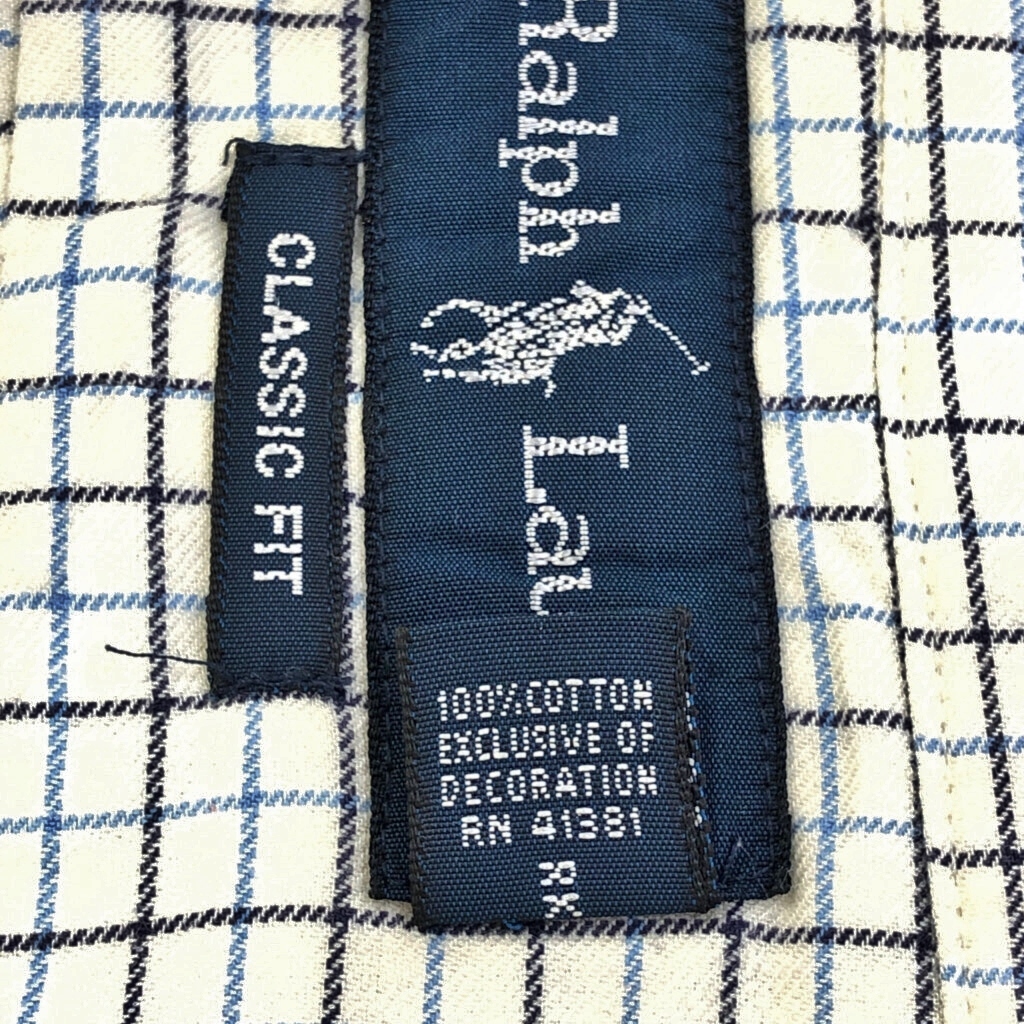 Ralph Lau
CLASSIC FIT
100% COTTON
EXCLUSIVE OF
DECORATION
RN 41381